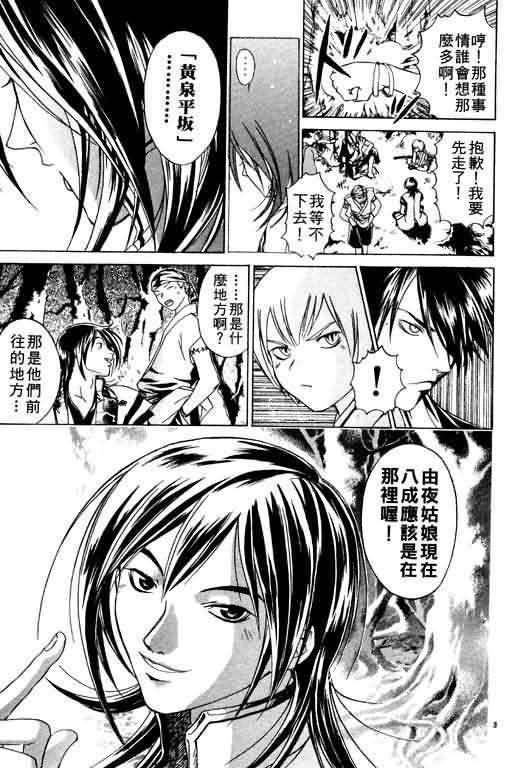 哼！那種事
情誰會想那
麼多啊！
抱歉！我要
先走了！
我等不
下去！
……
「黃泉平坂」
…………
！
……那是什
麼地方啊？
那是他們前
往的地方…
由夜姑娘現在
八成應該是在
那裡喔！
3